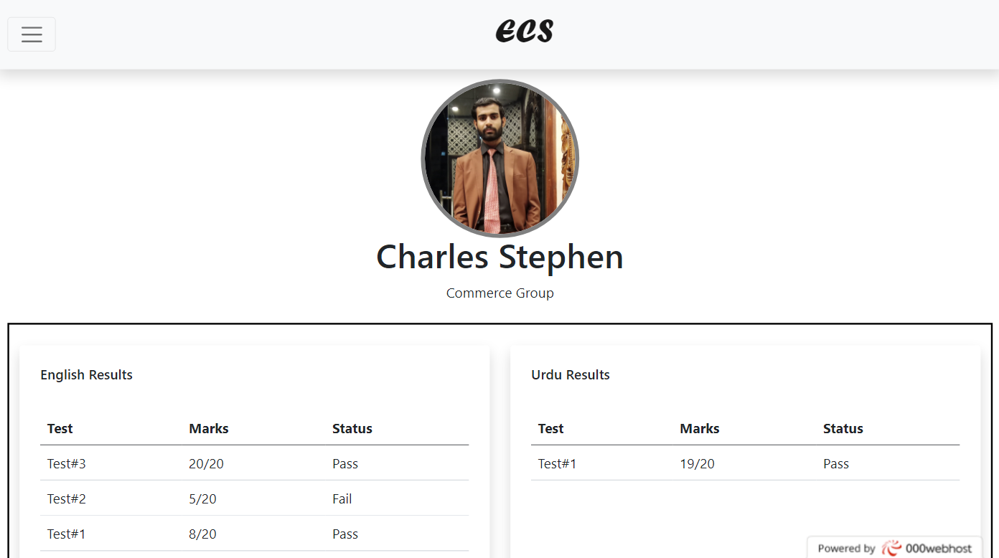 ECS
Charles Stephen
Commerce Group
English Results
Test Marks Status
Test#3 20/20 Pass
Test#2 5/20 Fail
Test#1 8/20 Pass
Urdu Results
Test Marks Status
Test#1 19/20 Pass
Powered by 000webhost